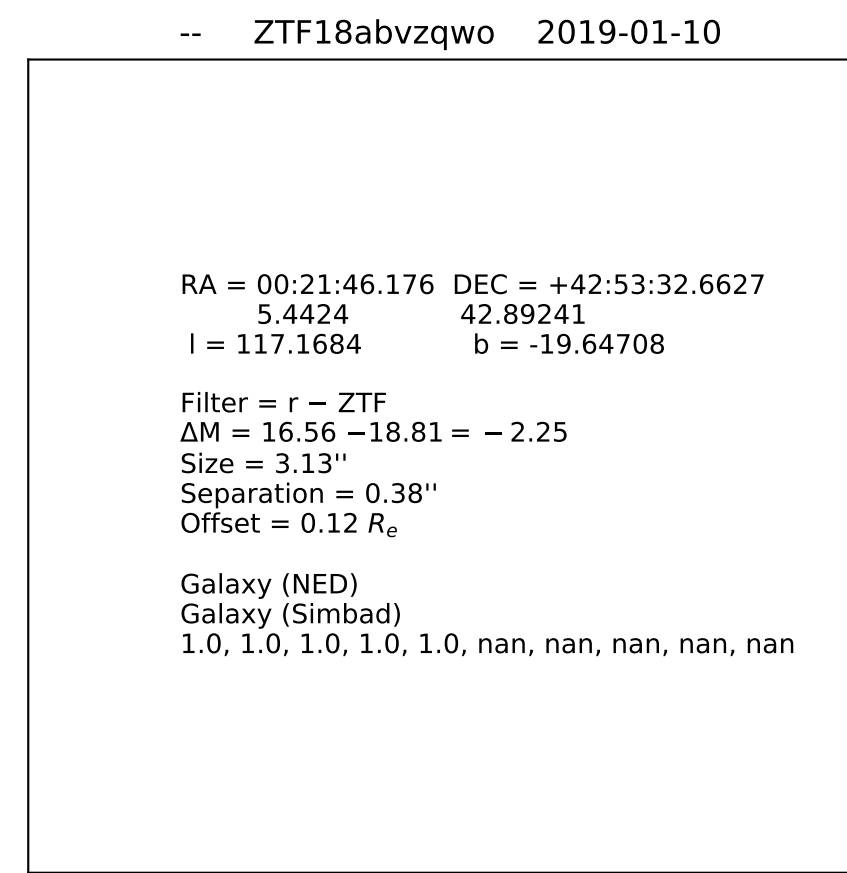 -- ZTF18abvzqwo 2019-01-10
RA = 00:21:46.176 DEC = +42:53:32.6627
5.4424 42.89241
l = 117.1684 b = -19.64708
Filter = r − ZTF
ΔM = 16.56 −18.81 = − 2.25
Size = 3.13''
Separation = 0.38''
Offset = 0.12 Rₑ
Galaxy (NED)
Galaxy (Simbad)
1.0, 1.0, 1.0, 1.0, 1.0, nan, nan, nan, nan, nan